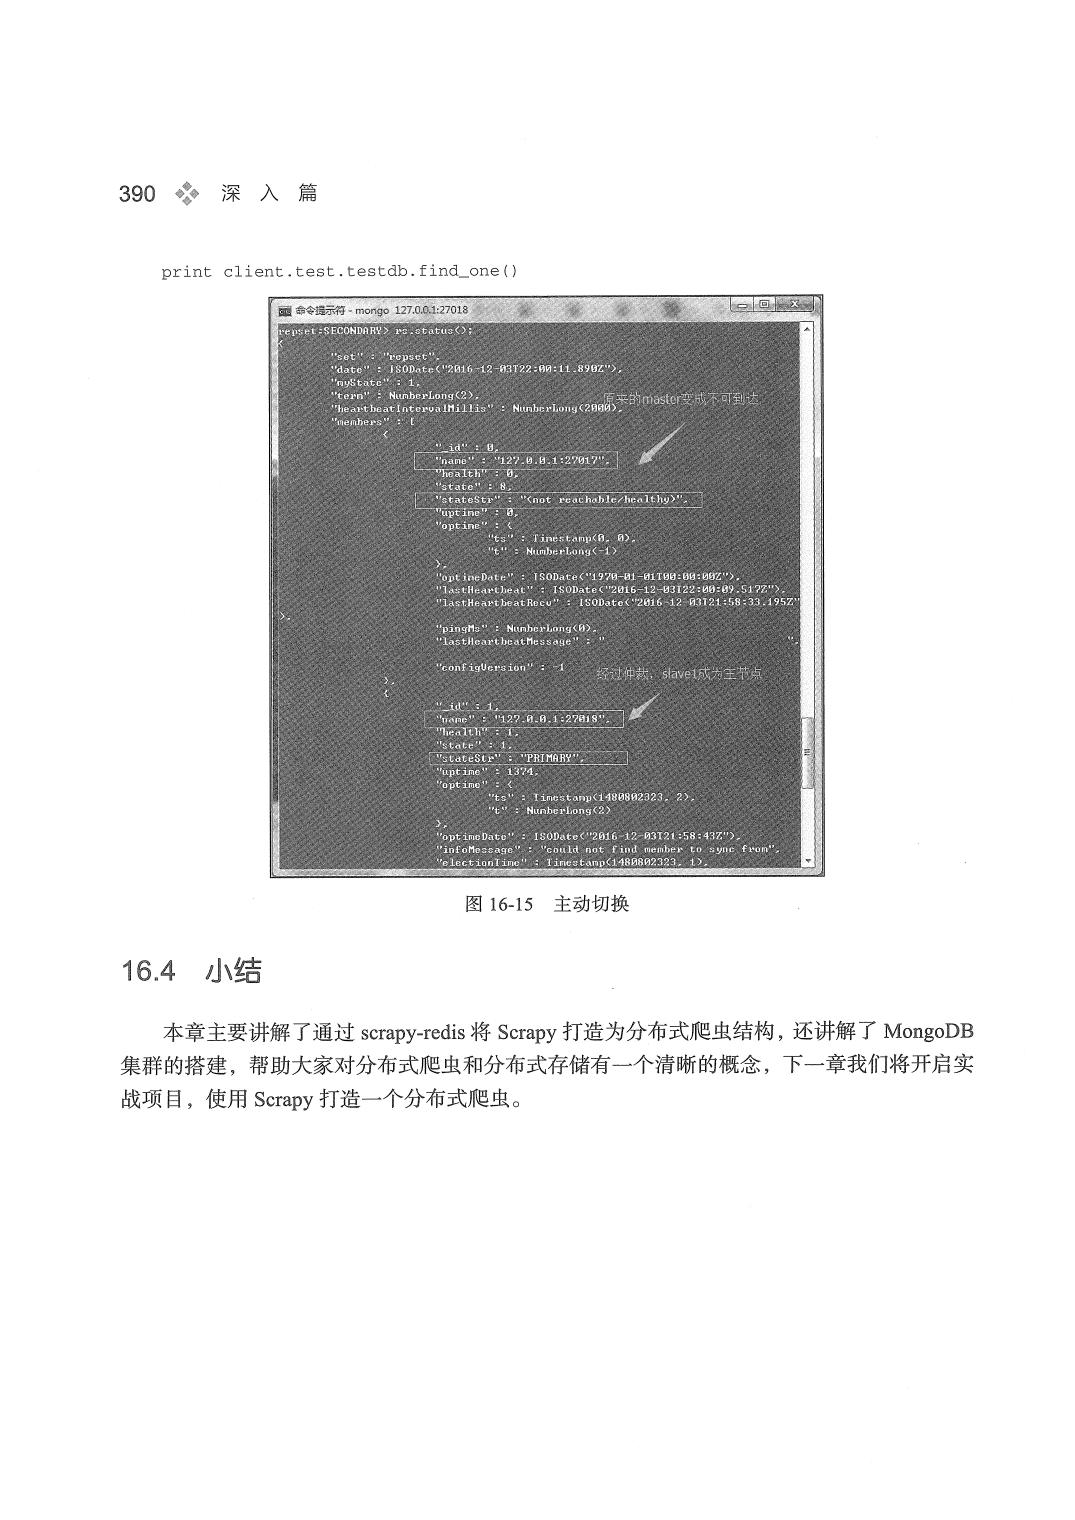 390 深 入 篇
print client.test.testdb.find_one()
命令提示符 - mongo 127.0.0.1:27018
repset:SECONDARY> rs.status();
{
"set" : "repset",
"date" : ISODate("2016-12-03T22:00:11.890Z"),
"myState" : 1,
"term" : NumberLong(2),
原来的master变成不可到达
"heartbeatIntervalMillis" : NumberLong(2000),
"members" : [
{
"_id" : 0,
"name" : "127.0.0.1:27017",
"health" : 0,
"state" : 8,
"stateStr" : "(not reachable/healthy)",
"uptime" : 0,
"optime" : {
"ts" : Timestamp(0, 0),
"t" : NumberLong(-1)
},
"optimeDate" : ISODate("1970-01-01T00:00:00Z"),
"lastHeartbeat" : ISODate("2016-12-03T22:00:09.517Z"),
"lastHeartbeatRecv" : ISODate("2016-12-03T21:58:33.195Z"
),
"pingMs" : NumberLong(0),
"lastHeartbeatMessage" : " ",
"configVersion" : -1
经过仲裁，slave1成为主节点
},
{
"_id" : 1,
"name" : "127.0.0.1:27018",
"health" : 1,
"state" : 1,
"stateStr" : "PRIMARY",
"uptime" : 1374,
"optime" : {
"ts" : Timestamp(1480802323, 2),
"t" : NumberLong(2)
},
"optimeDate" : ISODate("2016-12-03T21:58:43Z"),
"infoMessage" : "could not find member to sync from",
"electionTime" : Timestamp(1480802323, 1),
图 16-15 主动切换
16.4 小结
本章主要讲解了通过 scrapy-redis 将 Scrapy 打造为分布式爬虫结构，还讲解了 MongoDB
集群的搭建，帮助大家对分布式爬虫和分布式存储有一个清晰的概念，下一章我们将开启实
战项目，使用 Scrapy 打造一个分布式爬虫。